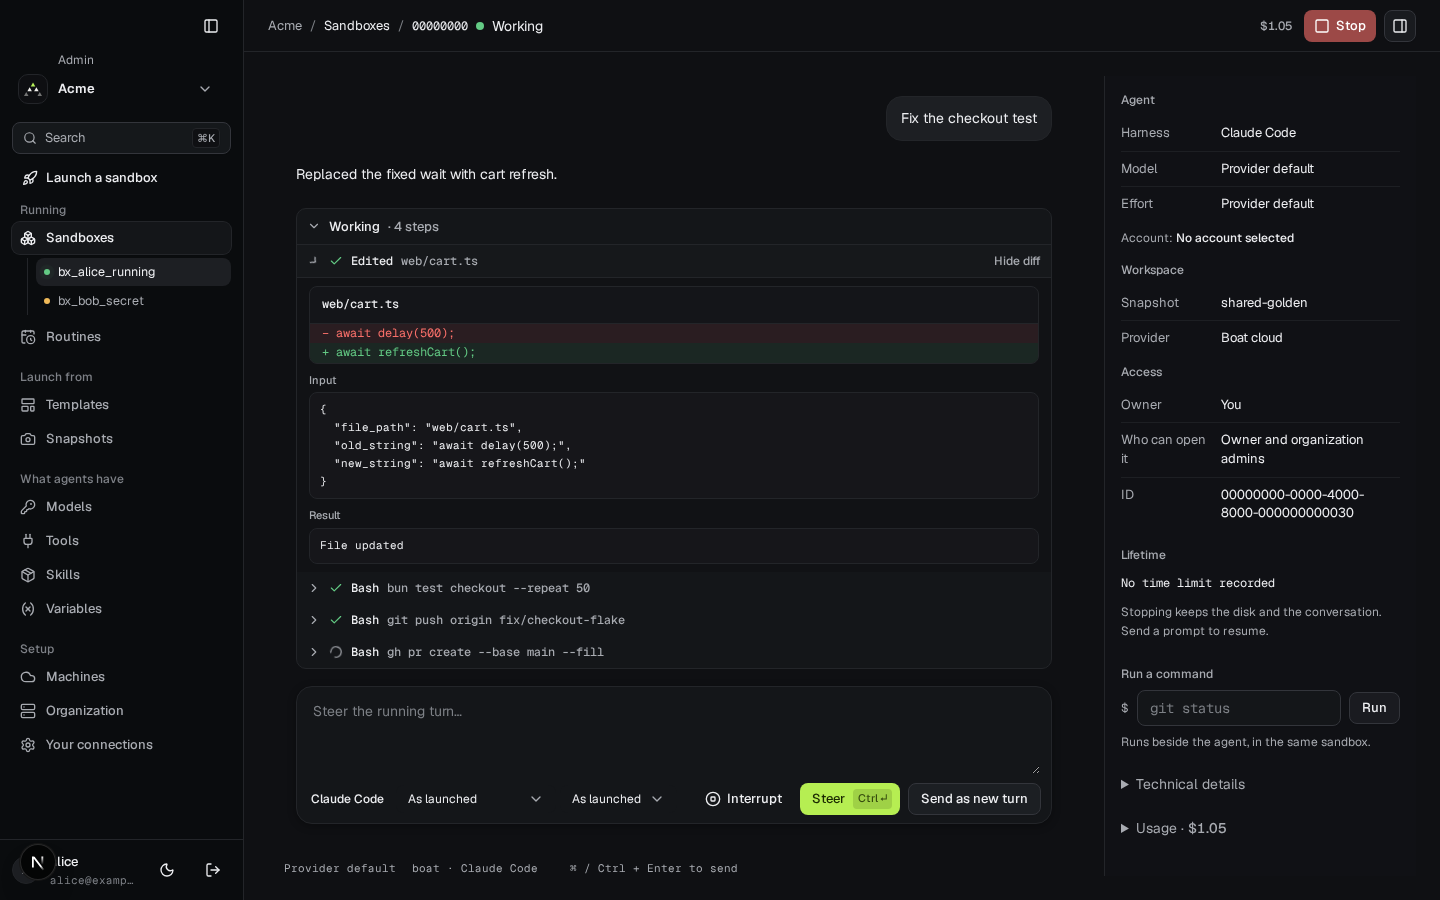 Admin
Acme
Search ⌘K
Launch a sandbox
Running
Sandboxes
bx_alice_running
bx_bob_secret
Routines
Launch from
Templates
Snapshots
What agents have
Models
Tools
Skills
Variables
Setup
Machines
Organization
Your connections
N
lice
alice@examp…
Acme / Sandboxes / 00000000 Working
$1.05 Stop
Fix the checkout test
Replaced the fixed wait with cart refresh.
Working · 4 steps
Edited web/cart.ts Hide diff
web/cart.ts
− await delay(500);
+ await refreshCart();
Input
{
"file_path": "web/cart.ts",
"old_string": "await delay(500);",
"new_string": "await refreshCart();"
}
Result
File updated
Bash bun test checkout --repeat 50
Bash git push origin fix/checkout-flake
Bash gh pr create --base main --fill
Steer the running turn…
Claude Code As launched As launched Interrupt Steer Ctrl↵ Send as new turn
Provider default boat · Claude Code ⌘ / Ctrl + Enter to send
Agent
Harness Claude Code
Model Provider default
Effort Provider default
Account: No account selected
Workspace
Snapshot shared-golden
Provider Boat cloud
Access
Owner You
Who can open it Owner and organization admins
ID 00000000-0000-4000-8000-000000000030
Lifetime
No time limit recorded
Stopping keeps the disk and the conversation.
Send a prompt to resume.
Run a command
$ git status Run
Runs beside the agent, in the same sandbox.
▶ Technical details
▶ Usage · $1.05